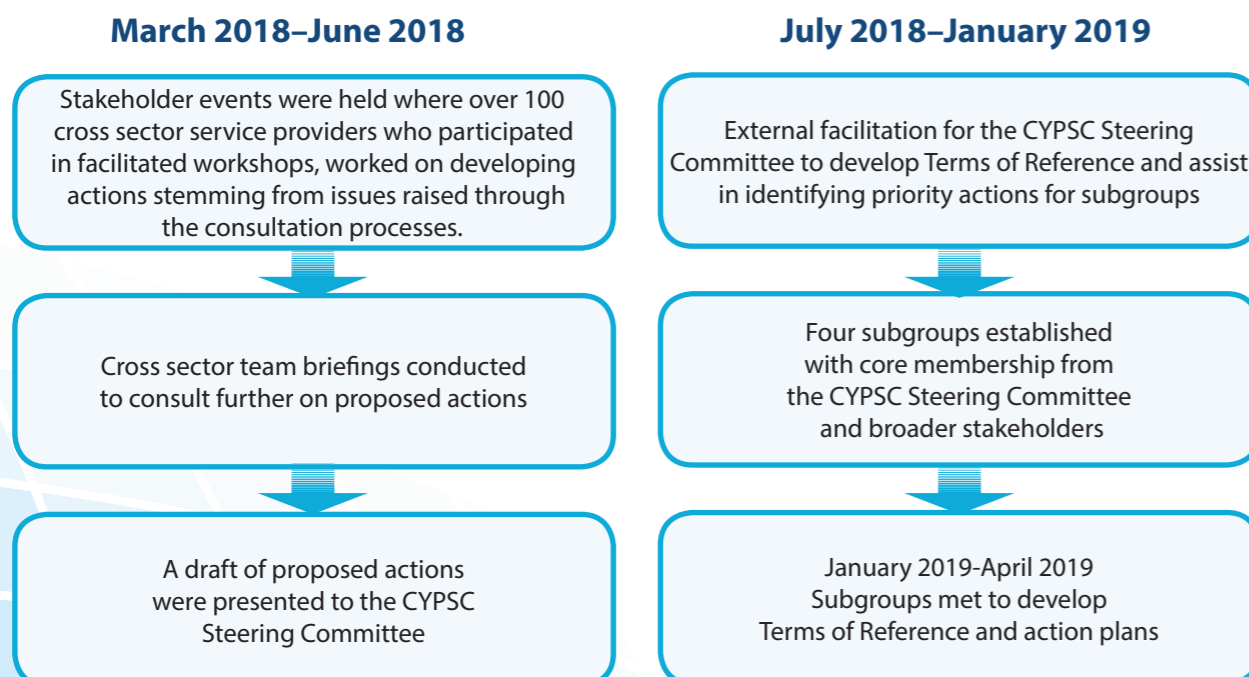 March 2018–June 2018
Stakeholder events were held where over 100
cross sector service providers who participated
in facilitated workshops, worked on developing
actions stemming from issues raised through
the consultation processes.
Cross sector team briefings conducted
to consult further on proposed actions
A draft of proposed actions
were presented to the CYPSC
Steering Committee
July 2018–January 2019
External facilitation for the CYPSC Steering
Committee to develop Terms of Reference and assist
in identifying priority actions for subgroups
Four subgroups established
with core membership from
the CYPSC Steering Committee
and broader stakeholders
January 2019-April 2019
Subgroups met to develop
Terms of Reference and action plans